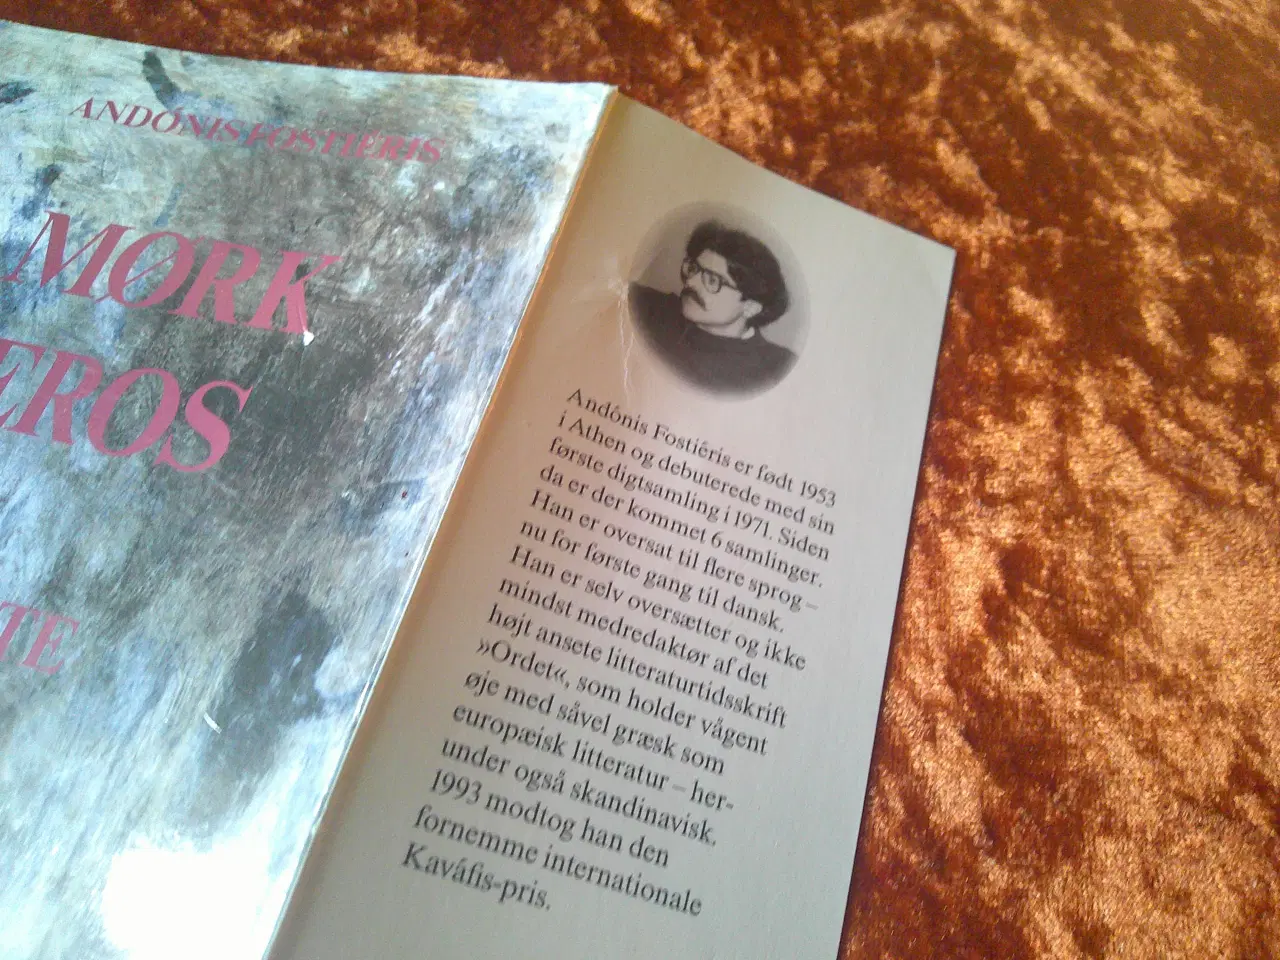 ANDÓNIS FOSTIÉRIS
MØRK
EROS
TE
Andónis Fostiéris er født 1953
i Athen og debuterede med sin
første digtsamling i 1971. Siden
da er der kommet 6 samlinger.
Han er oversat til flere sprog –
nu for første gang til dansk.
Han er selv oversætter og ikke
mindst medredaktør af det
højt ansete litteraturtidsskrift
»Ordet«, som holder vågent
øje med såvel græsk som
europæisk litteratur – her-
under også skandinavisk.
1993 modtog han den
fornemme internationale
Kaváfis-pris.